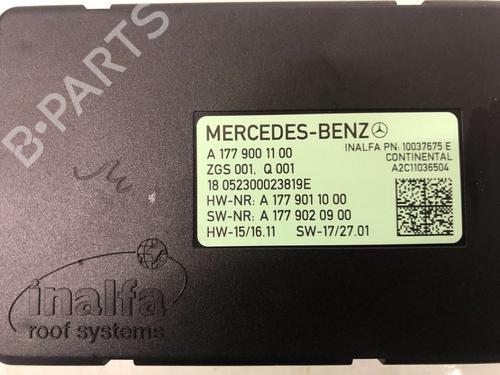 B-PARTS
MERCEDES-BENZ
A 177 900 11 00
ZGS 001, Q 001
18 052300023819E
HW-NR: A 177 901 10 00
SW-NR: A 177 902 09 00
HW-15/16.11 SW-17/27.01
INALFA PN: 10037675 E
CONTINENTAL
A2C11036504
inalfa
roof systems